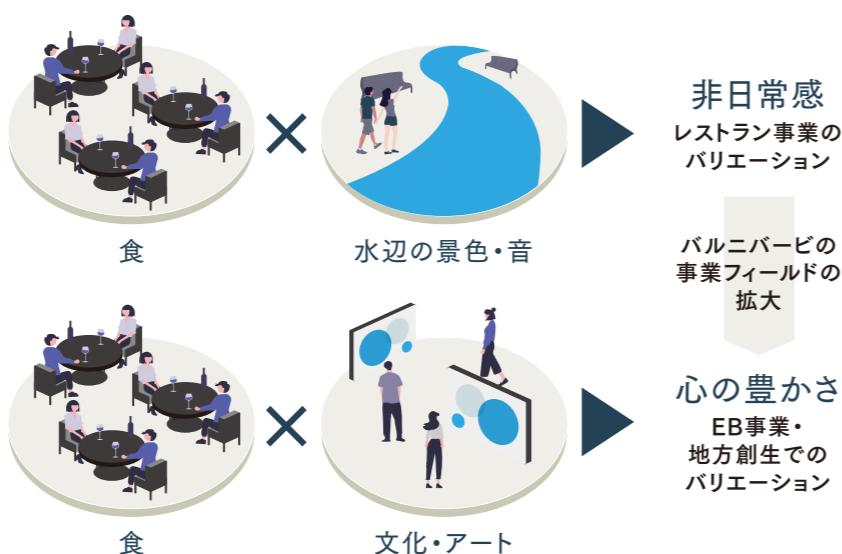 食
×
水辺の景色・音
非日常感
レストラン事業の
バリエーション
バルニバービの
事業フィールドの
拡大
食
×
文化・アート
心の豊かさ
EB事業・
地方創生での
バリエーション